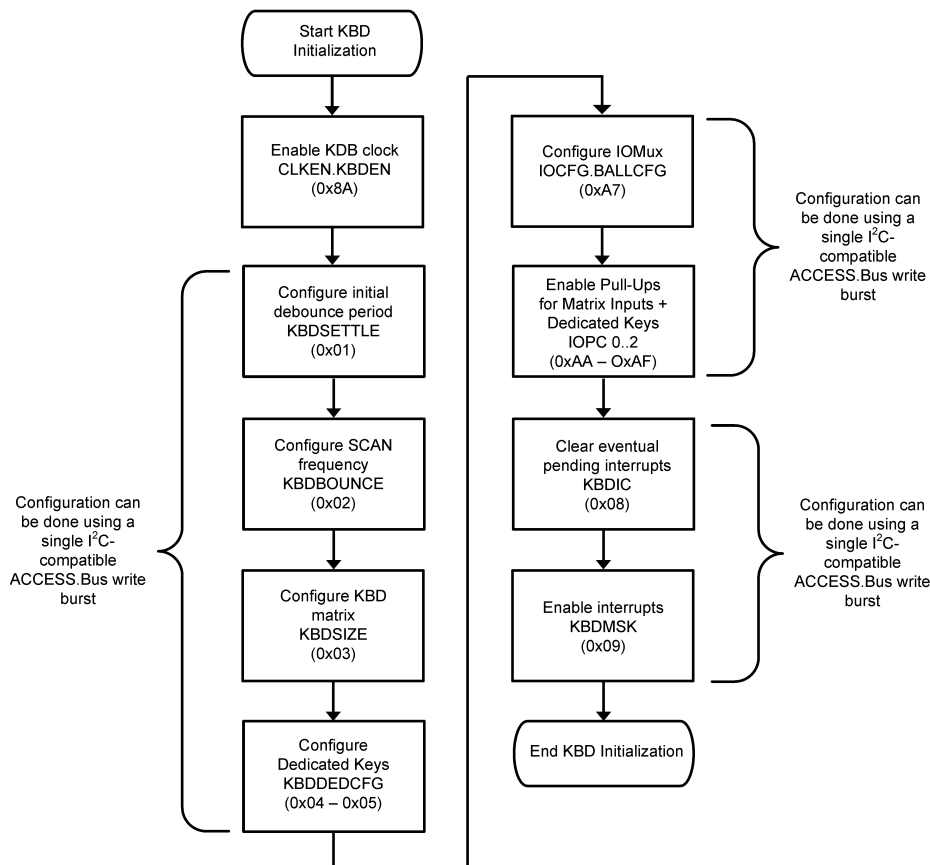 Start KBD
Initialization
Enable KDB clock
CLKEN.KBDEN
(0x8A)
Configure initial
debounce period
KBDSETTLE
(0x01)
Configure SCAN
frequency
KBDBOUNCE
(0x02)
Configure KBD
matrix
KBDSIZE
(0x03)
Configure
Dedicated Keys
KBDDEDCFG
(0x04 – 0x05)
Configuration can
be done using a
single I²C-
compatible
ACCESS.Bus write
burst
Configure IOMux
IOCFG.BALLCFG
(0xA7)
Enable Pull-Ups
for Matrix Inputs +
Dedicated Keys
IOPC 0..2
(0xAA – OxAF)
Configuration can
be done using a
single I²C-
compatible
ACCESS.Bus write
burst
Clear eventual
pending interrupts
KBDIC
(0x08)
Enable interrupts
KBDMSK
(0x09)
Configuration can
be done using a
single I²C-
compatible
ACCESS.Bus write
burst
End KBD Initialization